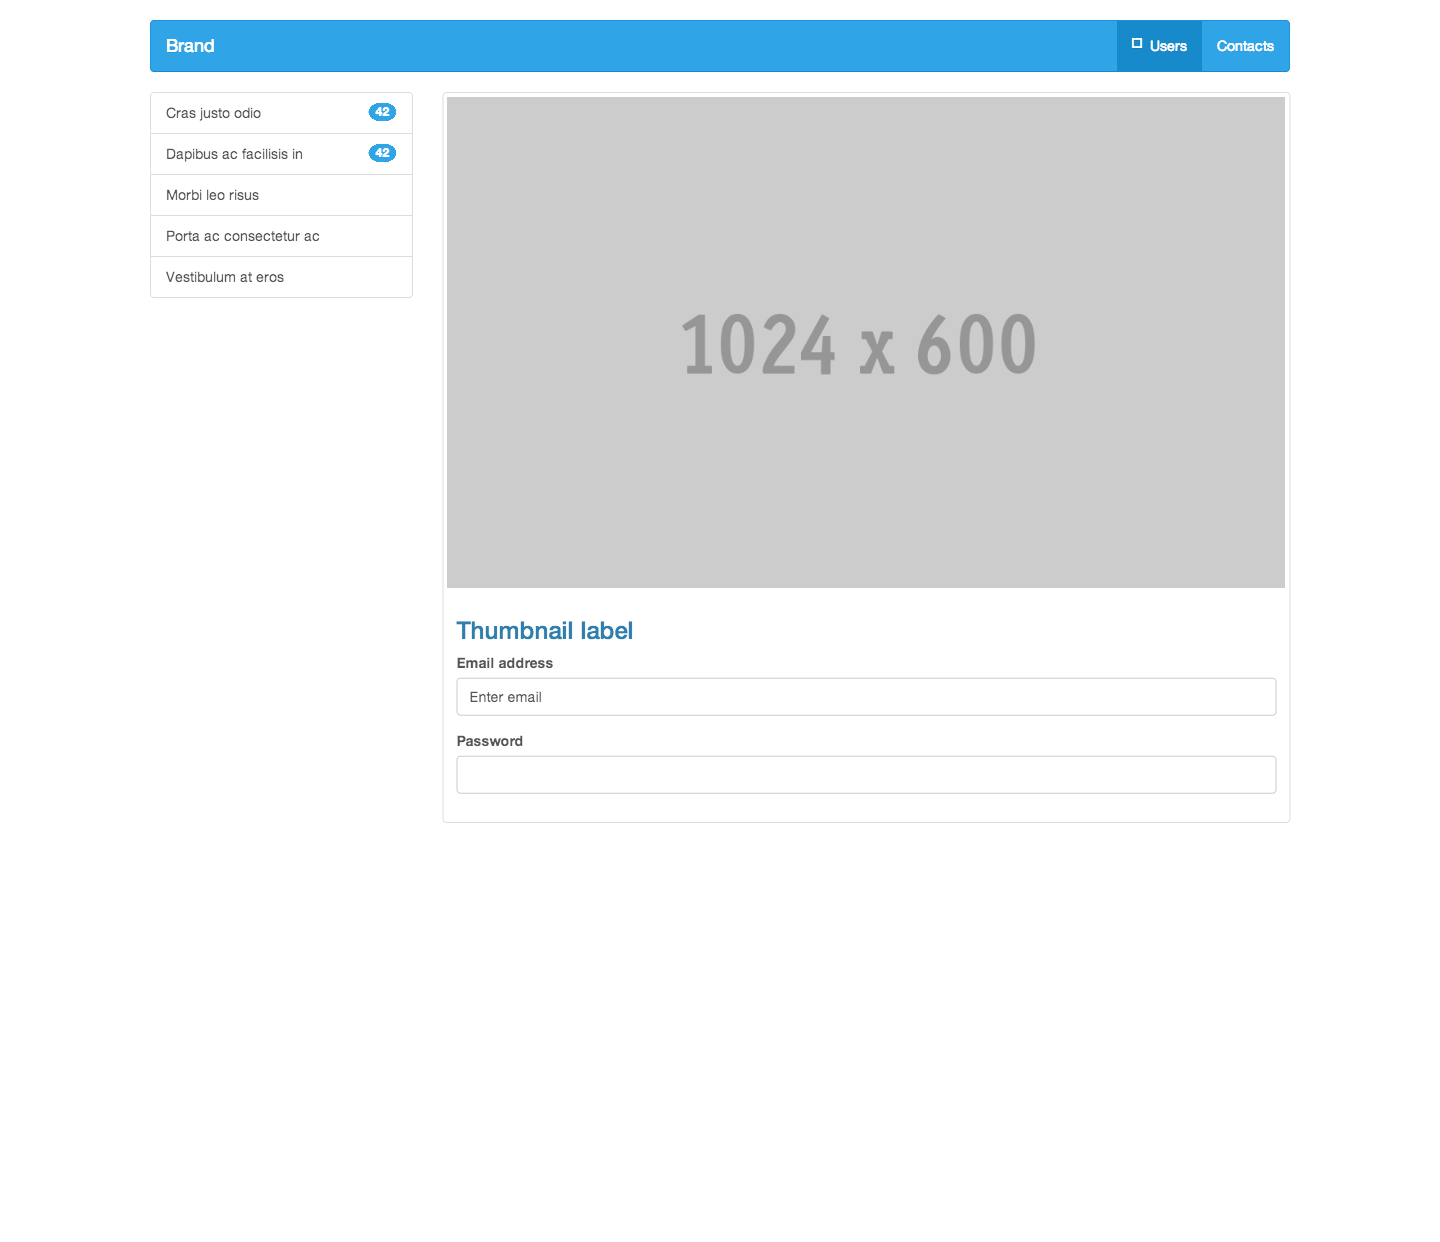 Brand
Users
Contacts
Cras justo odio 42
Dapibus ac facilisis in 42
Morbi leo risus
Porta ac consectetur ac
Vestibulum at eros
1024 x 600
Thumbnail label
Email address
Enter email
Password